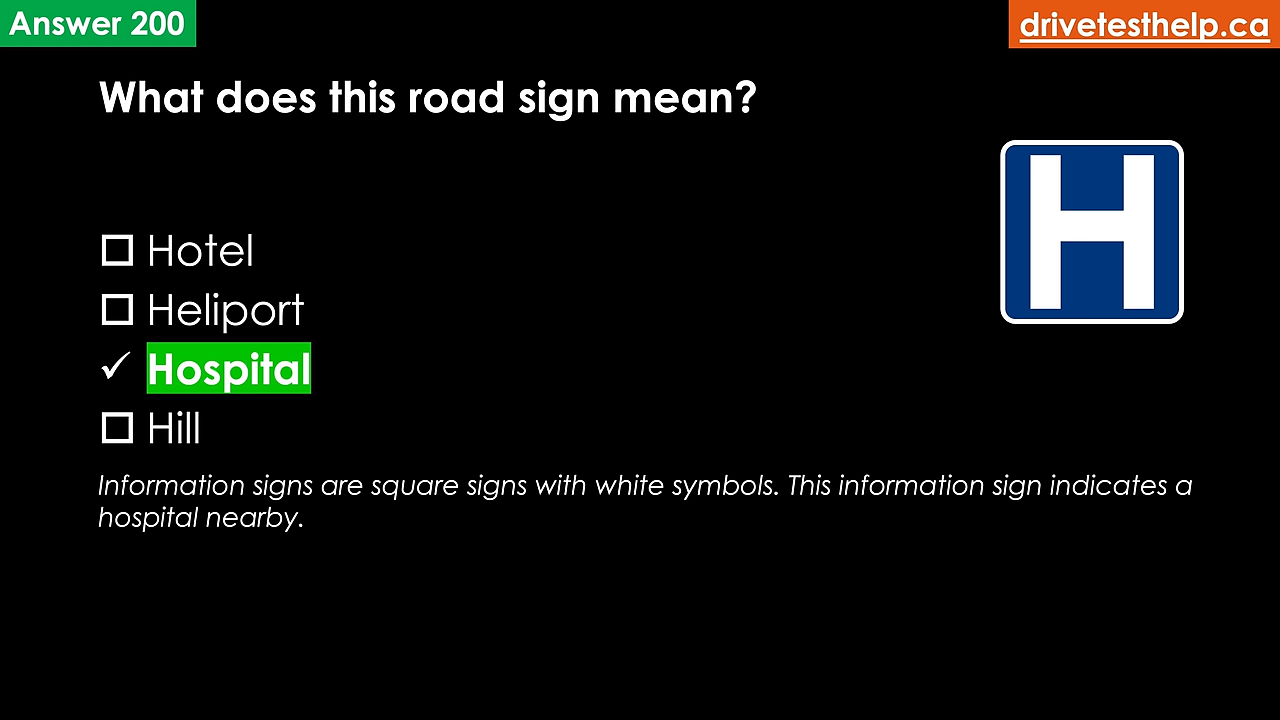 Answer 200
drivetesthelp.ca
What does this road sign mean?
H
Hotel
Heliport
Hospital
Hill
Information signs are square signs with white symbols. This information sign indicates a
hospital nearby.